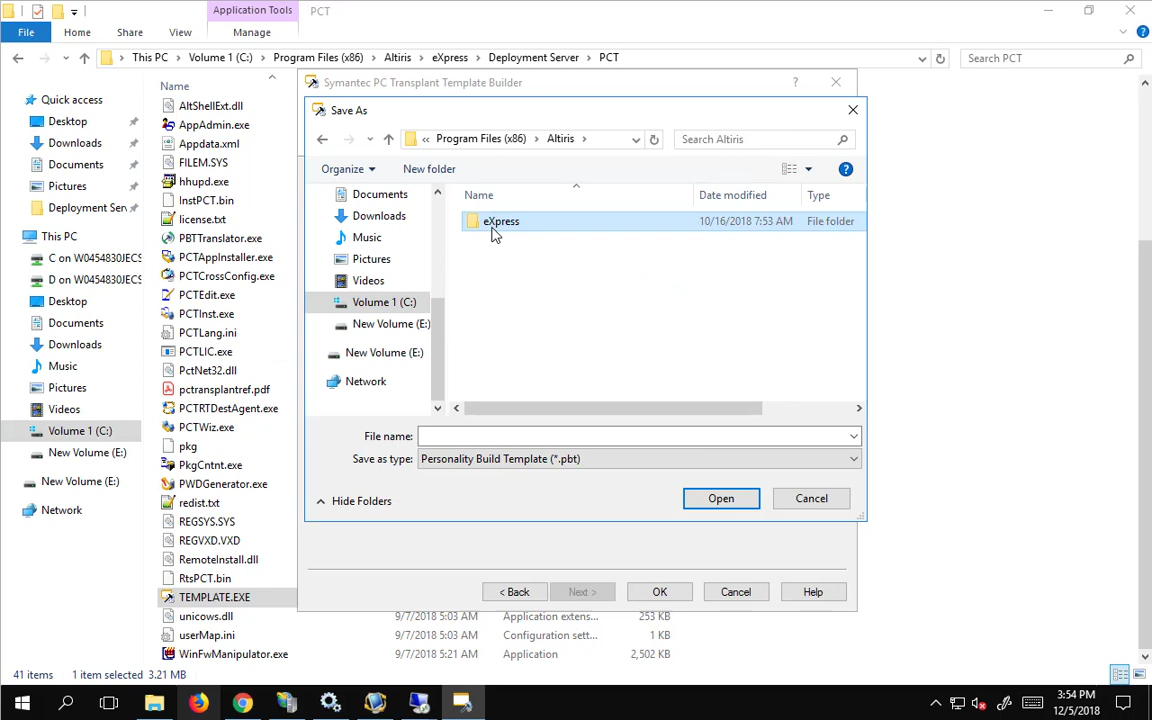 Application Tools
PCT
File
Home
Share
View
Manage
This PC
Volume 1 (C:)
Program Files (x86)
Altiris
eXpress
Deployment Server
PCT
Search PCT
Quick access
Desktop
Downloads
Documents
Pictures
Deployment Serv
This PC
C on W0454830JECS
D on W0454830JECS
Desktop
Documents
Downloads
Music
Pictures
Videos
Volume 1 (C:)
New Volume (E:)
New Volume (E:)
Network
Name
AltShellExt.dll
AppAdmin.exe
Appdata.xml
FILEM.SYS
hhupd.exe
InstPCT.bin
license.txt
PBTTranslator.exe
PCTAppInstaller.exe
PCTCrossConfig.exe
PCTEdit.exe
PCTInst.exe
PCTLang.ini
PCTLIC.exe
PctNet32.dll
pctransplantref.pdf
PCTRTDestAgent.exe
PCTWiz.exe
pkg
PkgCntnt.exe
PWDGenerator.exe
redist.txt
REGSYS.SYS
REGVXD.VXD
RemoteInstall.dll
RtsPCT.bin
TEMPLATE.EXE
unicows.dll 9/7/2018 5:03 AM Application extens... 253 KB
userMap.ini 9/7/2018 5:03 AM Configuration sett... 1 KB
WinFwManipulator.exe 9/7/2018 5:21 AM Application 2,502 KB
41 items 1 item selected 3.21 MB
Symantec PC Transplant Template Builder
Save As
« Program Files (x86) Altiris
Search Altiris
Organize
New folder
Documents
Downloads
Music
Pictures
Videos
Volume 1 (C:)
New Volume (E:)
New Volume (E:)
Network
Name Date modified Type
eXpress 10/16/2018 7:53 AM File folder
File name:
Save as type: Personality Build Template (*.pbt)
Hide Folders
Open
Cancel
< Back
Next >
OK
Cancel
Help
3:54 PM
12/5/2018